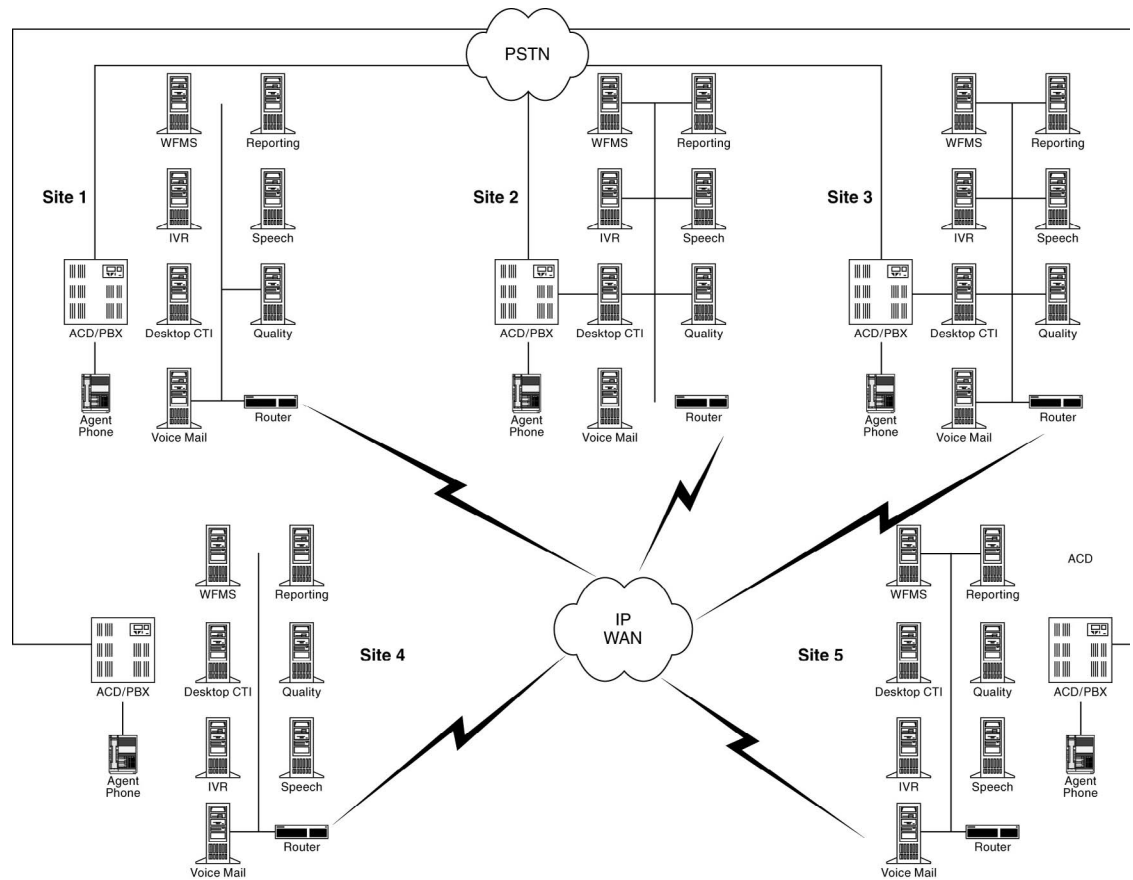 PSTN
WFMS
Reporting
WFMS
Reporting
WFMS
Reporting
Site 1
Site 2
Site 3
IVR
Speech
IVR
Speech
IVR
Speech
ACD/PBX
Desktop CTI
Quality
ACD/PBX
Desktop CTI
Quality
ACD/PBX
Desktop CTI
Quality
Agent
Phone
Voice Mail
Router
Agent
Phone
Voice Mail
Router
Agent
Phone
Voice Mail
Router
WFMS
Reporting
IP
WAN
WFMS
Reporting
ACD
Site 4
Site 5
ACD/PBX
Desktop CTI
Quality
Desktop CTI
Quality
ACD/PBX
Agent
Phone
IVR
Speech
IVR
Speech
Agent
Phone
Voice Mail
Router
Voice Mail
Router